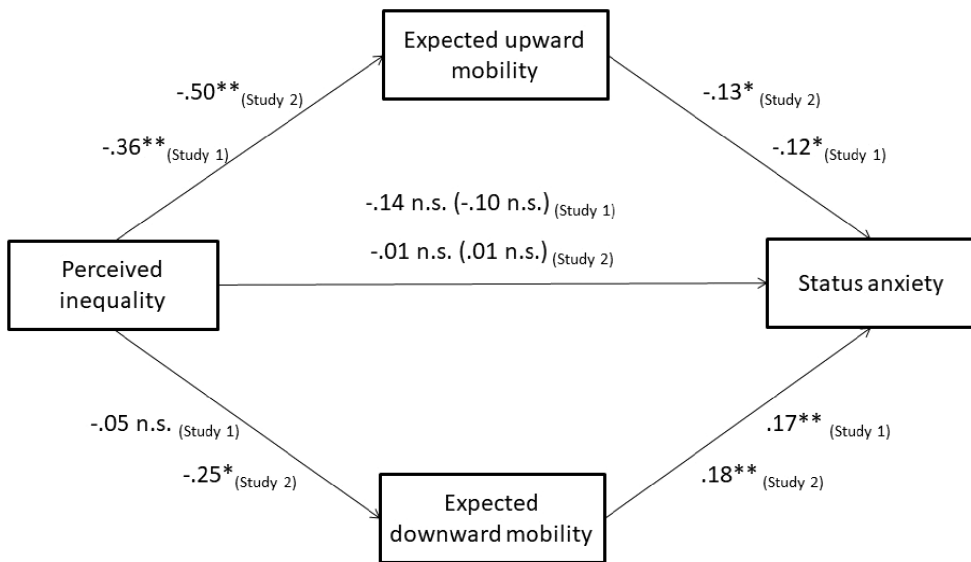 Expected upward
mobility
-.50**(Study 2)
-.13* (Study 2)
-.36**(Study 1)
-.12*(Study 1)
-.14 n.s. (-.10 n.s.) (Study 1)
-.01 n.s. (.01 n.s.) (Study 2)
Perceived
inequality
Status anxiety
-.05 n.s. (Study 1)
.17** (Study 1)
-.25*(Study 2)
.18** (Study 2)
Expected
downward mobility